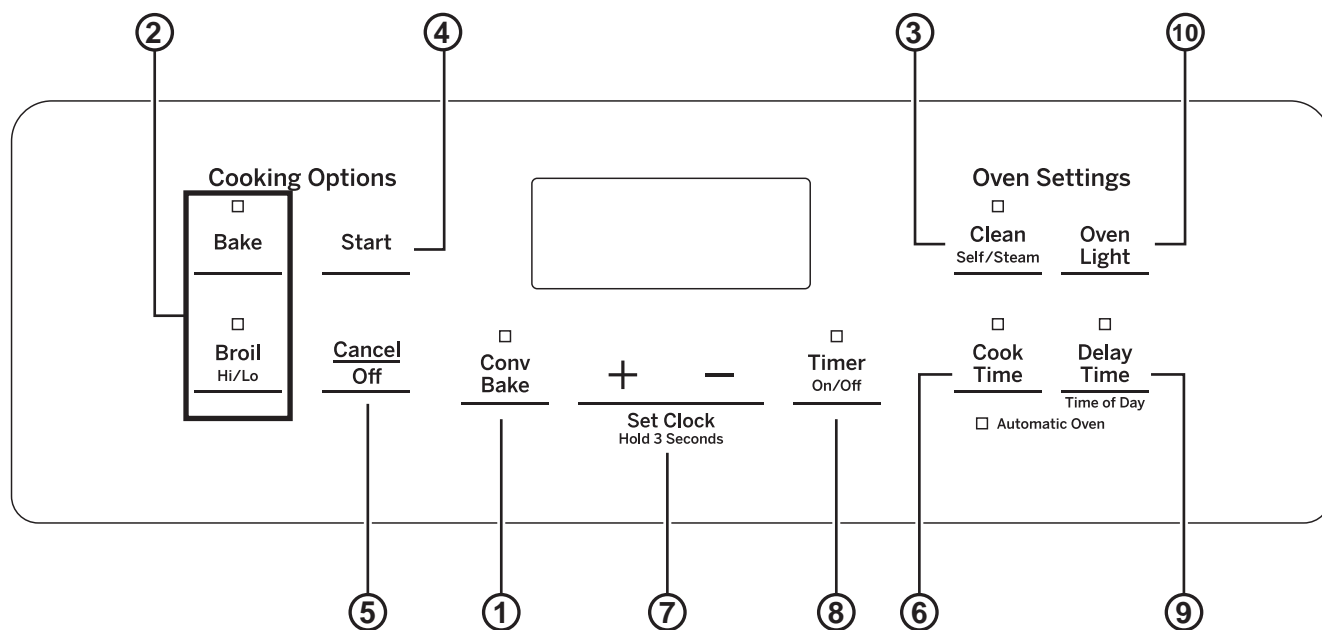 2
4
3
10
Cooking Options
Oven Settings
Bake
Start
Clean
Self/Steam
Oven
Light
Broil
Hi/Lo
Cancel
Off
Conv
Bake
+ −
Set Clock
Hold 3 Seconds
Timer
On/Off
Cook
Time
Delay
Time
Time of Day
Automatic Oven
5
1
7
8
6
9